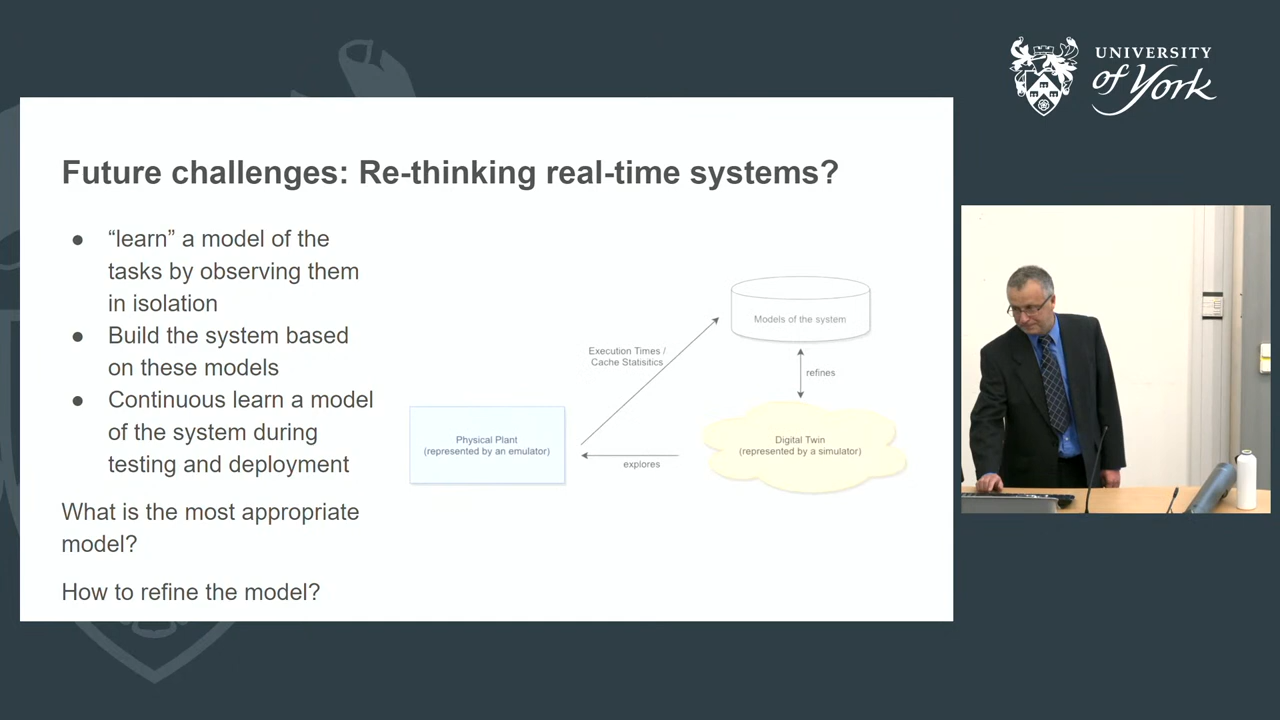 UNIVERSITY
of York
Future challenges: Re-thinking real-time systems?
● “learn” a model of the
tasks by observing them
in isolation
● Build the system based
on these models
● Continuous learn a model
of the system during
testing and deployment
What is the most appropriate
model?
How to refine the model?
Models of the system
Execution Times /
Cache Statisitics
refines
Physical Plant
(represented by an emulator)
Digital Twin
(represented by a simulator)
explores